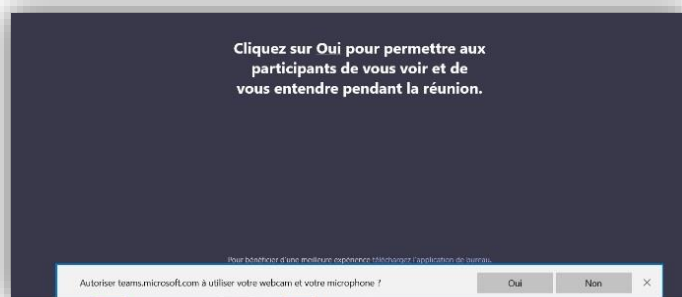 Cliquez sur Oui pour permettre aux
participants de vous voir et de
vous entendre pendant la réunion.
Pour bénéficier d'une meilleure expérience téléchargez l'application de bureau.
Autoriser teams.microsoft.com à utiliser votre webcam et votre microphone ?
Oui
Non